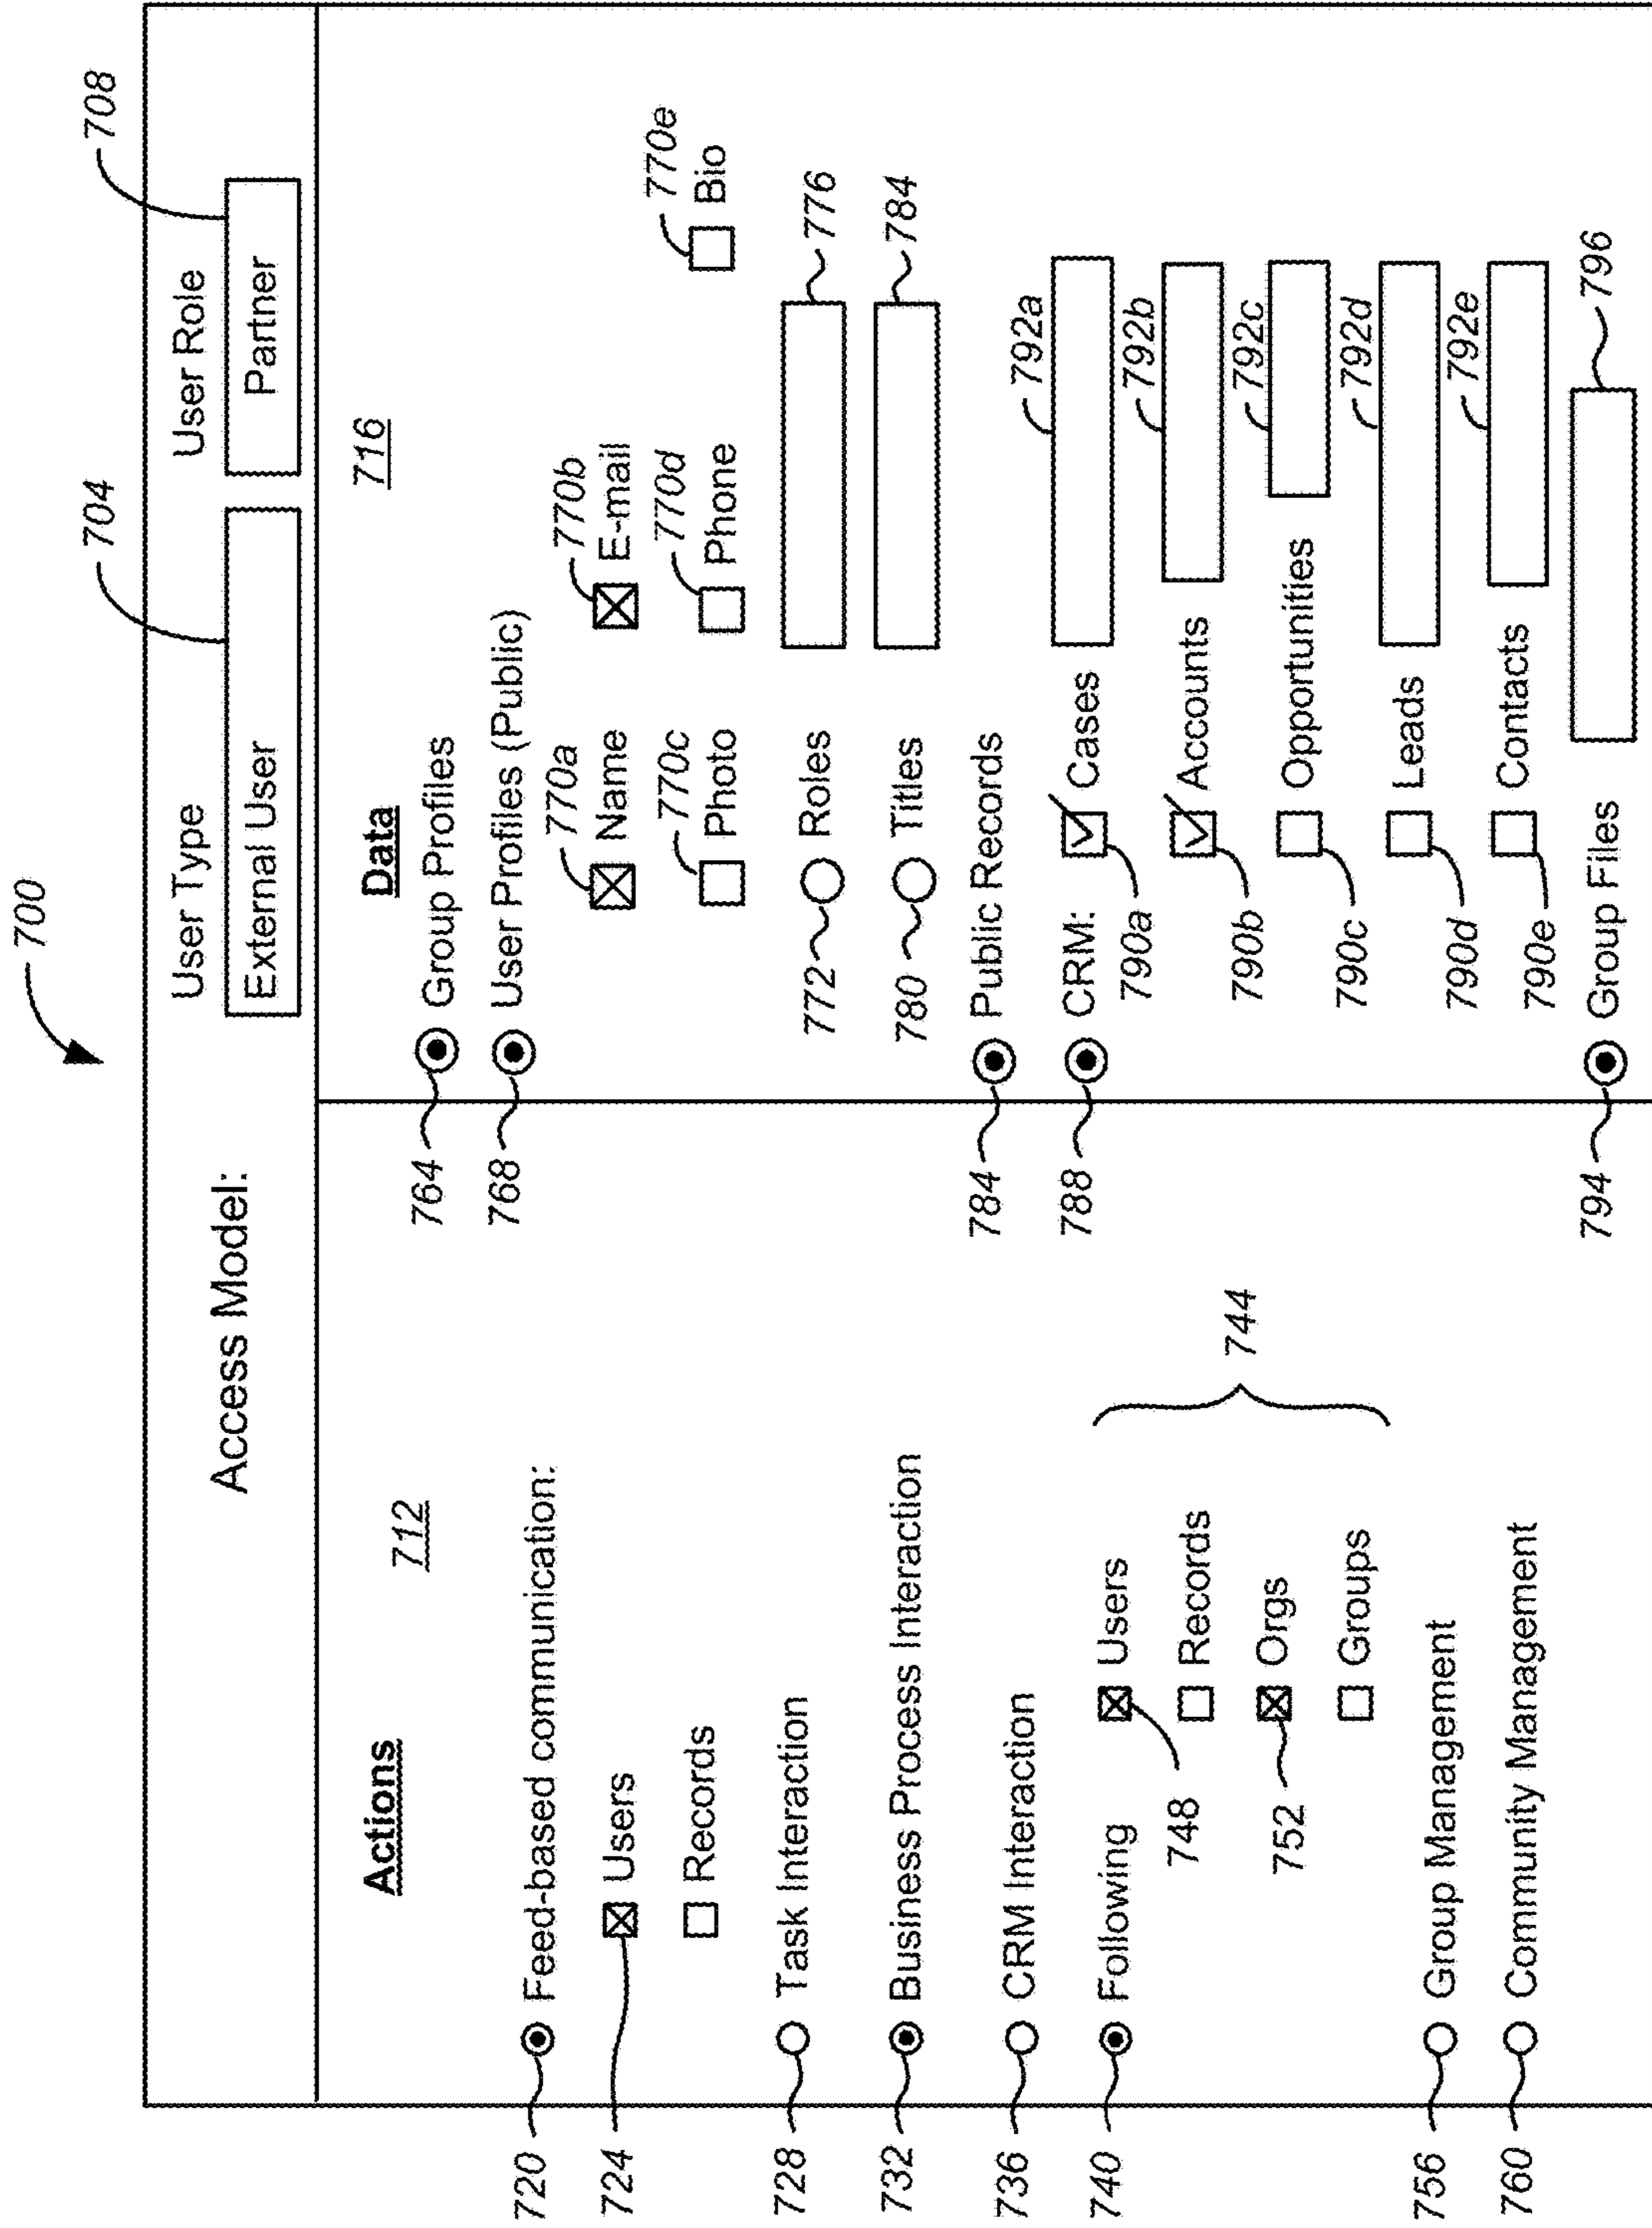 700
Access Model:
User Type
704
External User
User Role
708
Partner
712
Actions
720
Feed-based communication:
724
Users
Records
728
Task Interaction
732
Business Process Interaction
736
CRM Interaction
740
Following
744
748
Users
Records
752
Orgs
Groups
756
Group Management
760
Community Management
716
Data
764
Group Profiles
768
User Profiles (Public)
770a
Name
770b
E-mail
770c
Photo
770d
Phone
770e
Bio
772
Roles
776
780
Titles
784
784
Public Records
788
CRM:
790a
Cases
792a
790b
Accounts
792b
790c
Opportunities
792c
790d
Leads
792d
790e
Contacts
792e
794
Group Files
796